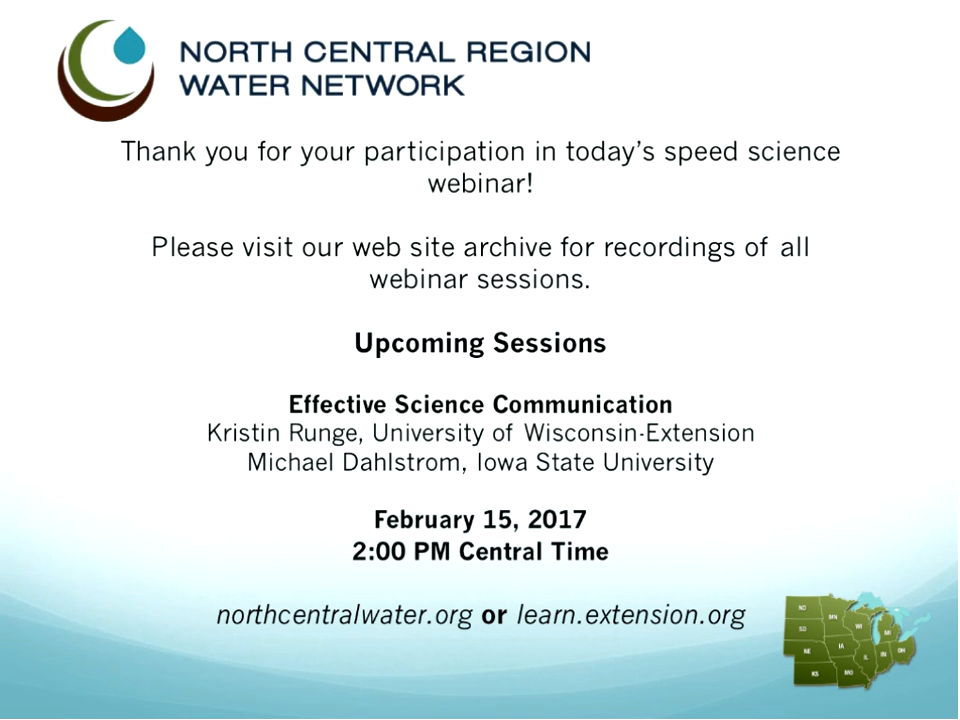 NORTH CENTRAL REGION
WATER NETWORK
Thank you for your participation in today's speed science
webinar!
Please visit our web site archive for recordings of all
webinar sessions.
Upcoming Sessions
Effective Science Communication
Kristin Runge, University of Wisconsin-Extension
Michael Dahlstrom, Iowa State University
February 15, 2017
2:00 PM Central Time
northcentralwater.org or learn.extension.org
ND
MN
SD
WI
MI
NE
IA
IL
IN
OH
KS
MO